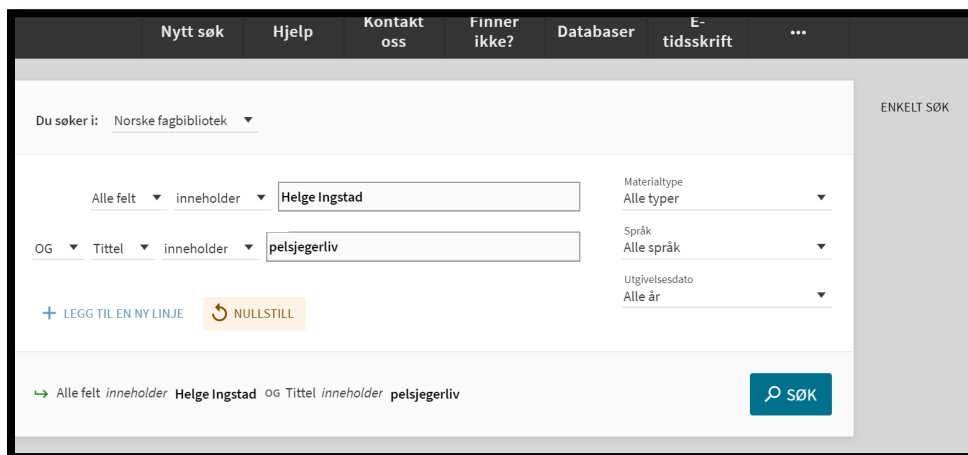 Nytt søk Hjelp Kontakt oss Finner ikke? Databaser E-tidsskrift ...
Du søker i: Norske fagbibliotek
ENKELT SØK
Alle felt inneholder Helge Ingstad
OG Tittel inneholder pelsjegerliv
Materialtype
Alle typer
Språk
Alle språk
Utgivelsesdato
Alle år
+ LEGG TIL EN NY LINJE NULLSTILL
↪ Alle felt inneholder Helge Ingstad OG Tittel inneholder pelsjegerliv
SØK